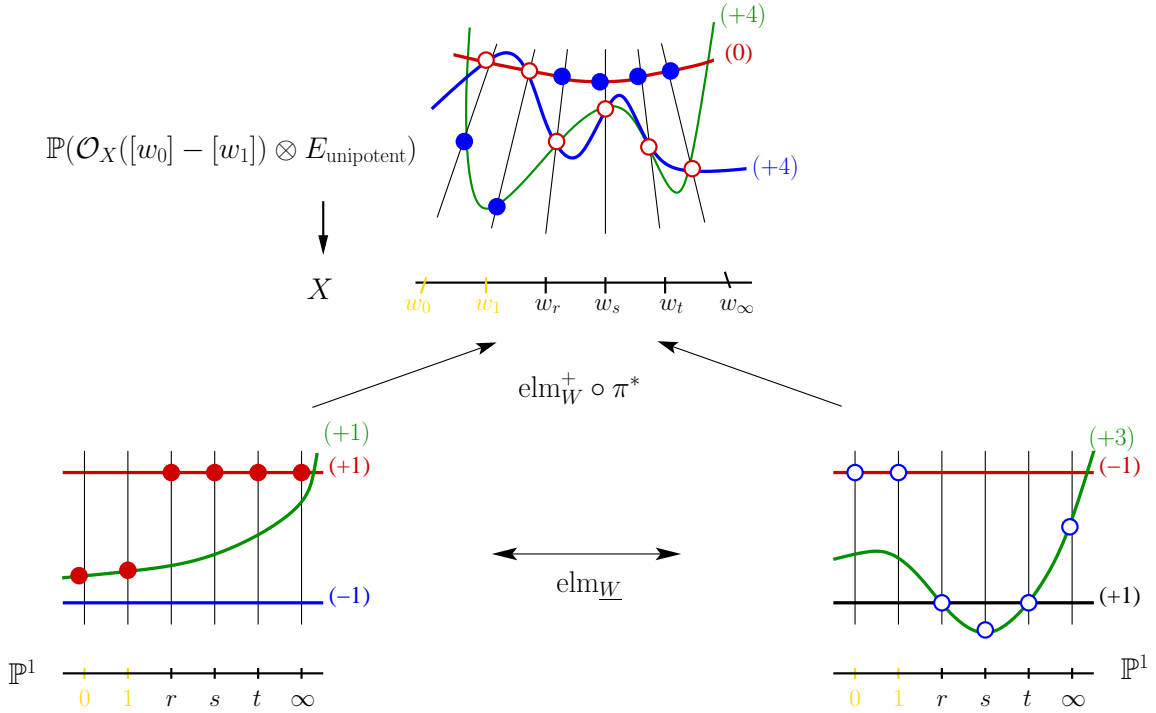 (+4)
(0)
ℙ(𝒪_X([w_0] − [w_1]) ⊗ E_unipotent)
(+4)
X
w_0 w_1 w_r w_s w_t w_∞
elm^+_W ∘ π*
(+1)
(+1)
(+3)
(-1)
elm_W
(-1)
(+1)
ℙ^1
0 1 r s t ∞
0 1 r s t ∞
ℙ^1